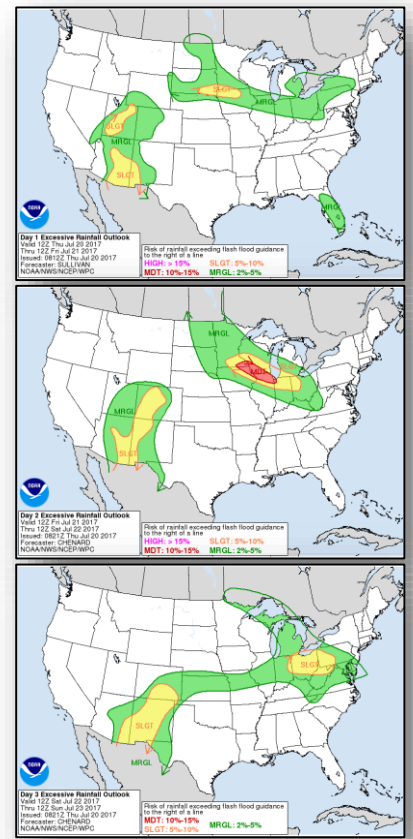 SLGT
MRGL
SLGT
SLGT
MRGL
MRGL
NOAA
Day 1 Excessive Rainfall Outlook
Valid 12Z Thu Jul 20 2017
Thru 12Z Fri Jul 21 2017
Issued: 0812Z Thu Jul 20 2017
Forecaster: SULLIVAN
NOAA/NWS/NCEP/WPC
Risk of rainfall exceeding flash flood guidance
to the right of a line
HIGH: > 15% SLGT: 5%-10%
MDT: 10%-15% MRGL: 2%-5%
MRGL
SLGT
MDT
MRGL
SLGT
NOAA
Day 2 Excessive Rainfall Outlook
Valid 12Z Fri Jul 21 2017
Thru 12Z Sat Jul 22 2017
Issued: 0821Z Thu Jul 20 2017
Forecaster: CHENARD
NOAA/NWS/NCEP/WPC
Risk of rainfall exceeding flash flood guidance
to the right of a line
HIGH: > 15% SLGT: 5%-10%
MDT: 10%-15% MRGL: 2%-5%
SLGT
SLGT
MRGL
NOAA
Day 3 Excessive Rainfall Outlook
Valid 12Z Sat Jul 22 2017
Thru 12Z Sun Jul 23 2017
Issued: 0821Z Thu Jul 20 2017
Forecaster: CHENARD
NOAA/NWS/NCEP/WPC
Risk of rainfall exceeding flash flood guidance
to the right of a line
MDT: 10%-15% MRGL: 2%-5%
SLGT: 5%-10%